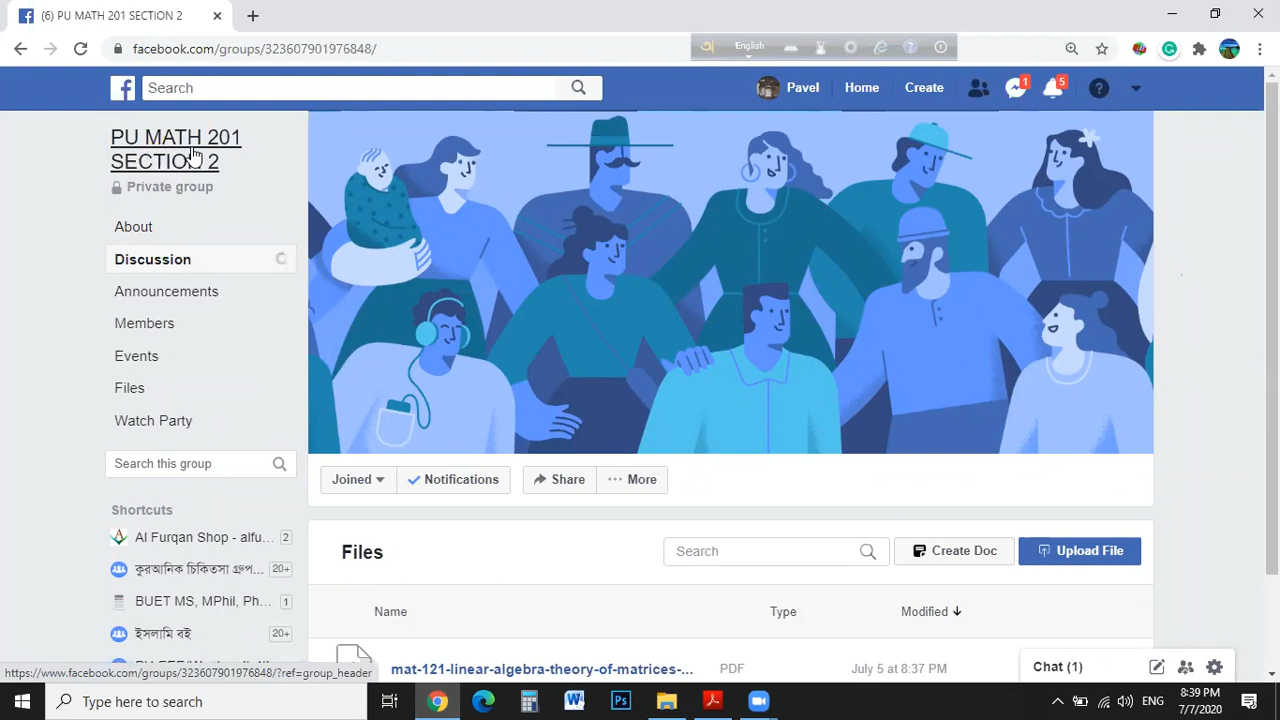 (6) PU MATH 201 SECTION 2
facebook.com/groups/323607901976848/
English
Search
Pavel
Home
Create
1
5
PU MATH 201
SECTION 2
Private group
About
Discussion
Announcements
Members
Events
Files
Watch Party
Search this group
Shortcuts
Al Furqan Shop - alfu... 2
কুরআনিক চিকিতসা গ্রুপ... 20+
BUET MS, MPhil, Ph... 1
ইসলামি বই 20+
Joined
Notifications
Share
More
Files
Search
Create Doc
Upload File
Name
Type
Modified
mat-121-linear-algebra-theory-of-matrices-...
PDF
July 5 at 8:37 PM
Chat (1)
https://www.facebook.com/groups/323607901976848/?ref=group_header
Type here to search
ENG
8:39 PM
7/7/2020